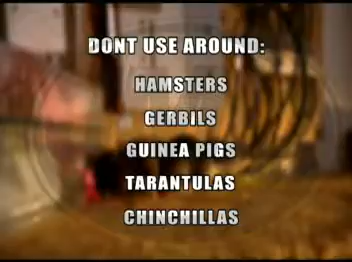 DONT USE AROUND:
HAMSTERS
GERBILS
GUINEA PIGS
TARANTULAS
CHINCHILLAS